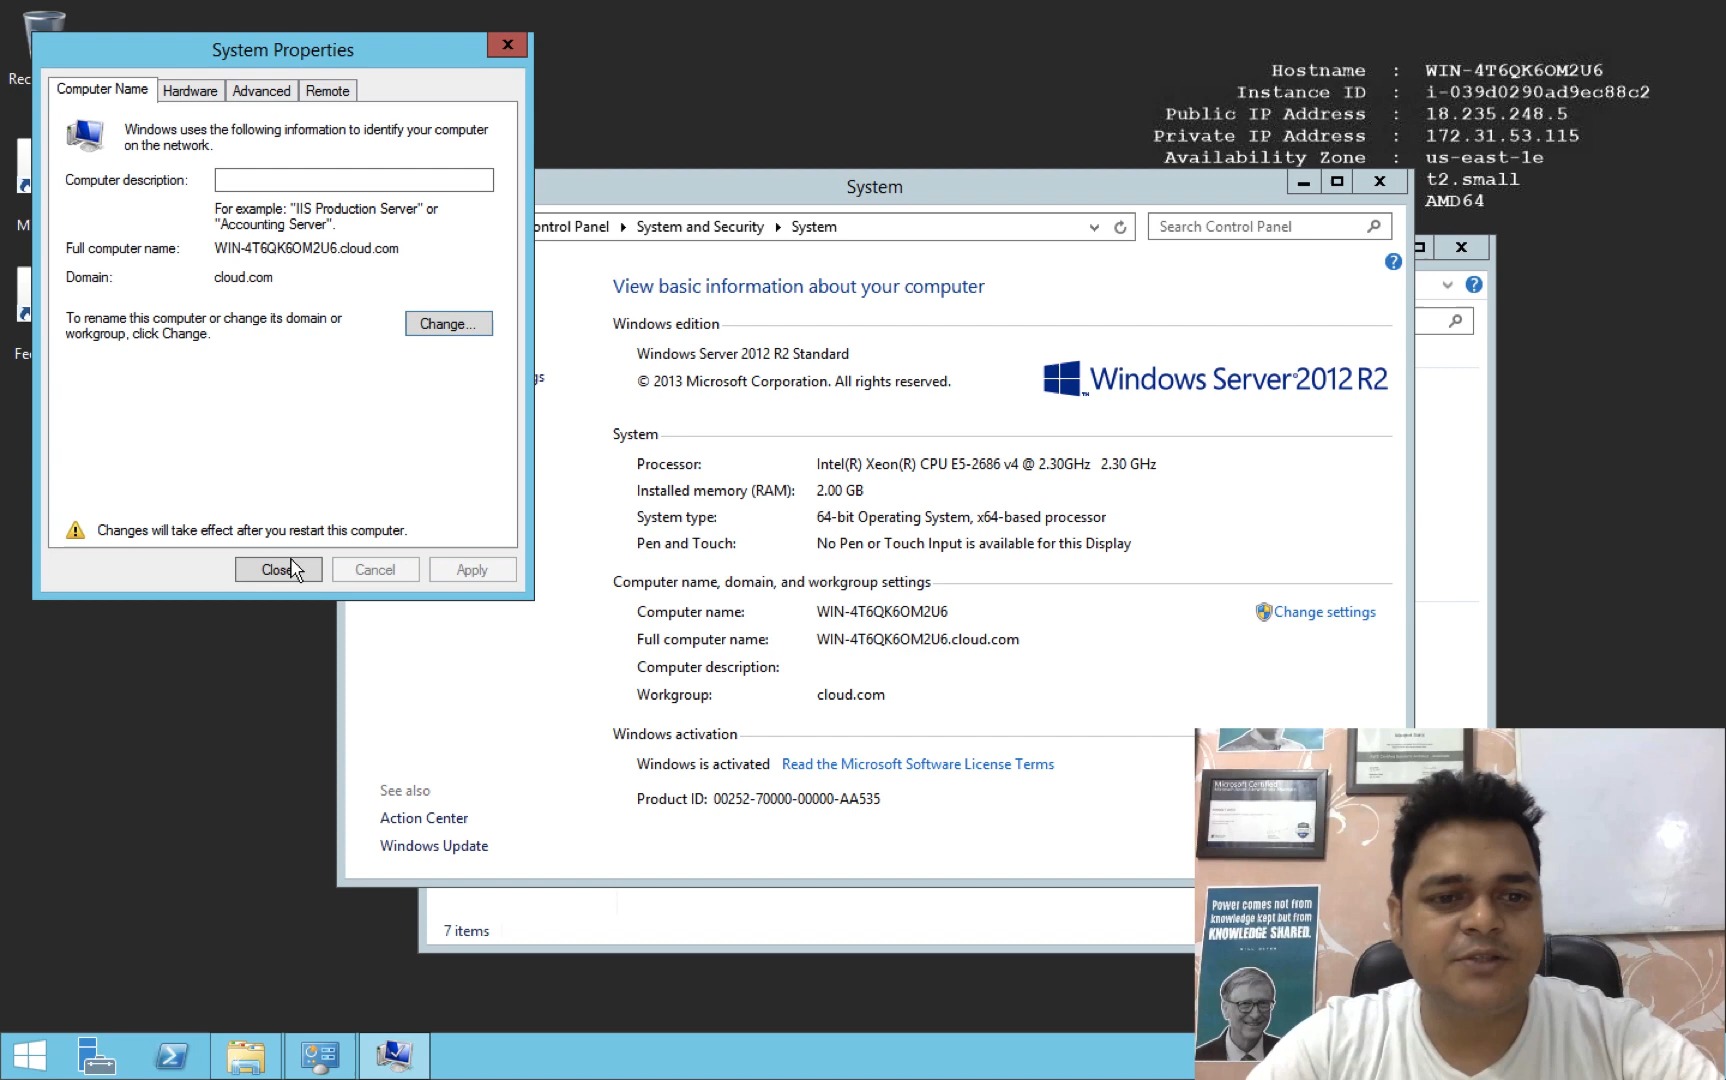 Rec
System Properties
Computer Name
Hardware
Advanced
Remote
Windows uses the following information to identify your computer
on the network.
Computer description:
For example: "IIS Production Server" or
"Accounting Server".
Full computer name: WIN-4T6QK6OM2U6.cloud.com
Domain: cloud.com
To rename this computer or change its domain or
workgroup, click Change.
Change...
Changes will take effect after you restart this computer.
Close
Cancel
Apply
M
Fe
Hostname : WIN-4T6QK6OM2U6
Instance ID : i-039d0290ad9ec88c2
Public IP Address : 18.235.248.5
Private IP Address : 172.31.53.115
Availability Zone : us-east-1e
t2.small
AMD64
System
ontrol Panel
System and Security
System
Search Control Panel
View basic information about your computer
Windows edition
Windows Server 2012 R2 Standard
© 2013 Microsoft Corporation. All rights reserved.
Windows Server 2012 R2
gs
System
Processor: Intel(R) Xeon(R) CPU E5-2686 v4 @ 2.30GHz 2.30 GHz
Installed memory (RAM): 2.00 GB
System type: 64-bit Operating System, x64-based processor
Pen and Touch: No Pen or Touch Input is available for this Display
Computer name, domain, and workgroup settings
Computer name: WIN-4T6QK6OM2U6
Change settings
Full computer name: WIN-4T6QK6OM2U6.cloud.com
Computer description:
Workgroup: cloud.com
Windows activation
Windows is activated Read the Microsoft Software License Terms
Product ID: 00252-70000-00000-AA535
See also
Action Center
Windows Update
7 items
Microsoft Certified
Power comes not from
knowledge kept but from
KNOWLEDGE SHARED.
BILL GATES